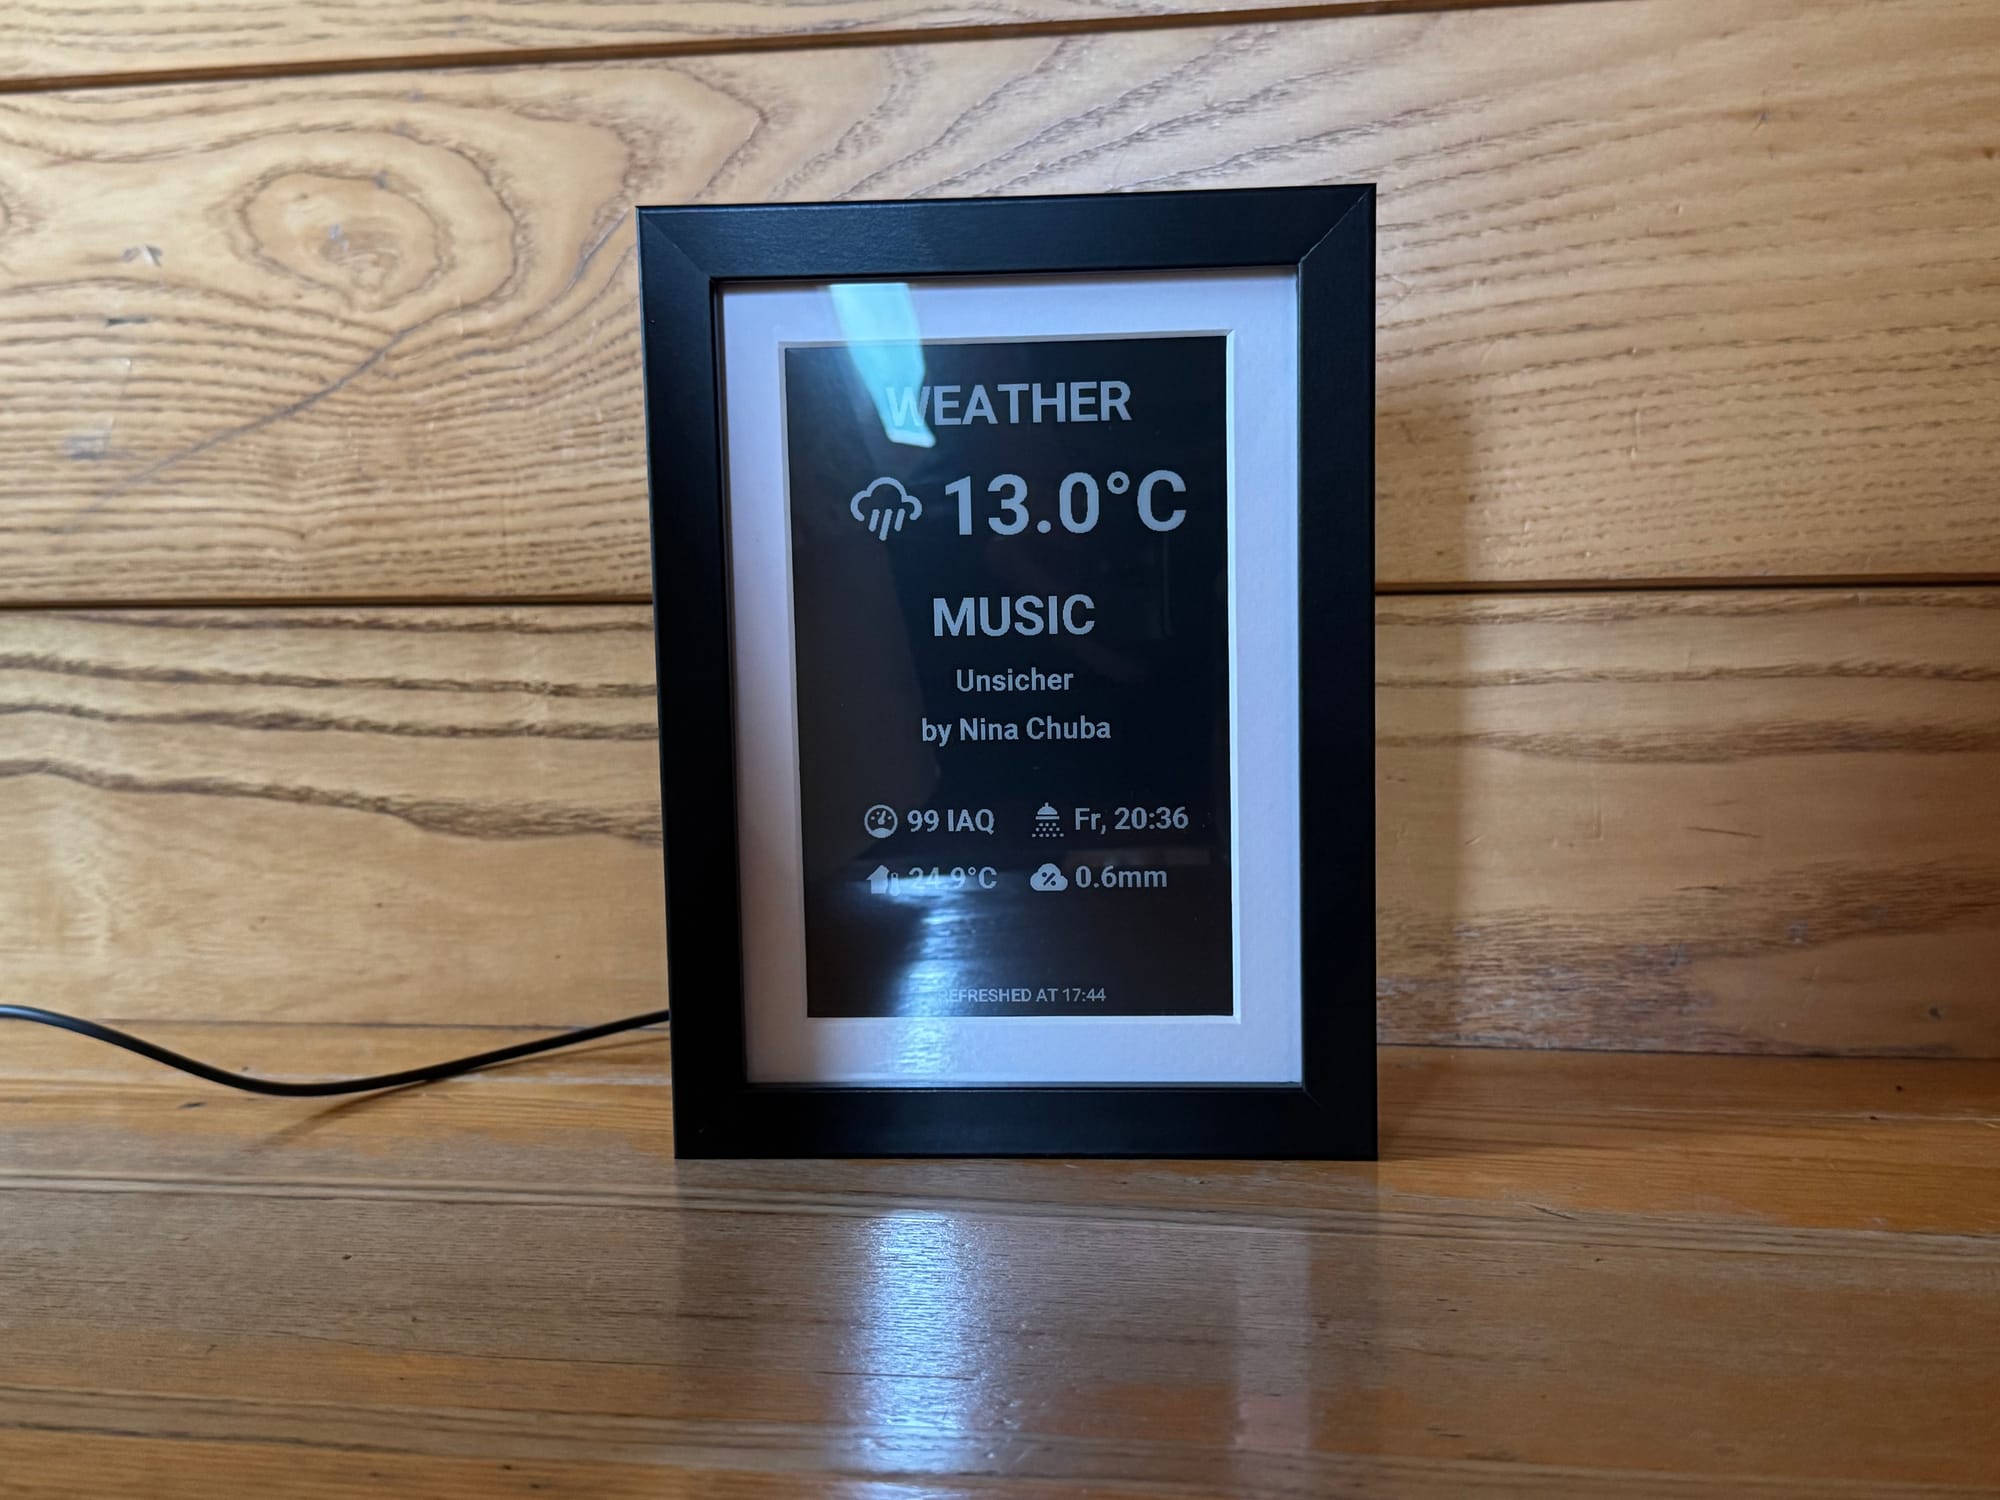 WEATHER
13.0°C
MUSIC
Unsicher
by Nina Chuba
99 IAQ Fr, 20:36
24.9°C 0.6mm
REFRESHED AT 17:44